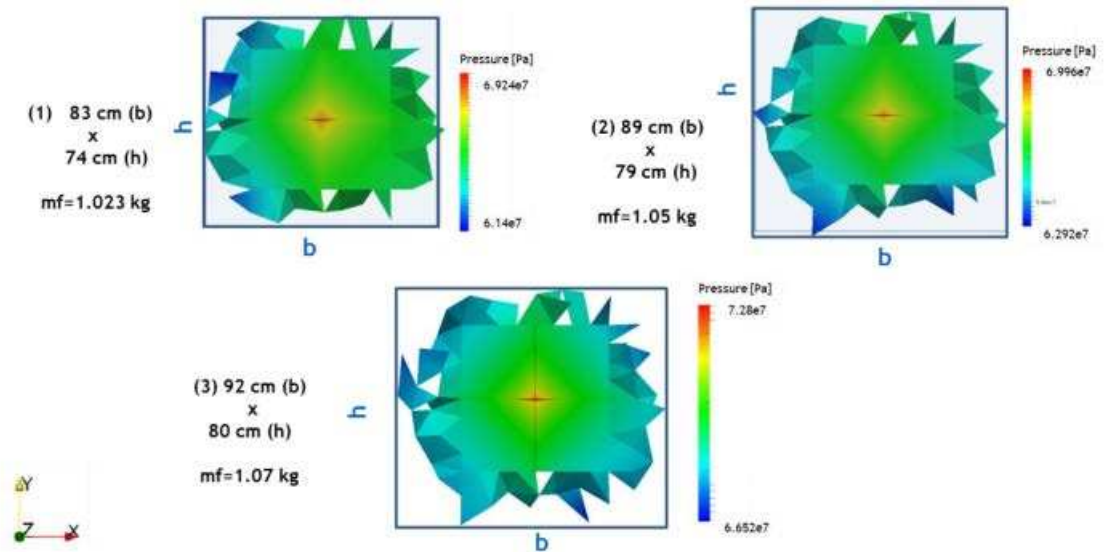 Pressure [Pa]
6.924e7
(1) 83 cm (b)
x
74 cm (h)
mf=1.023 kg
h
6.14e7
b
Pressure [Pa]
6.996e7
h
(2) 89 cm (b)
x
79 cm (h)
mf=1.05 kg
6.292e7
b
Pressure [Pa]
7.28e7
(3) 92 cm (b)
x
80 cm (h)
mf=1.07 kg
h
6.652e7
b
Y
Z X